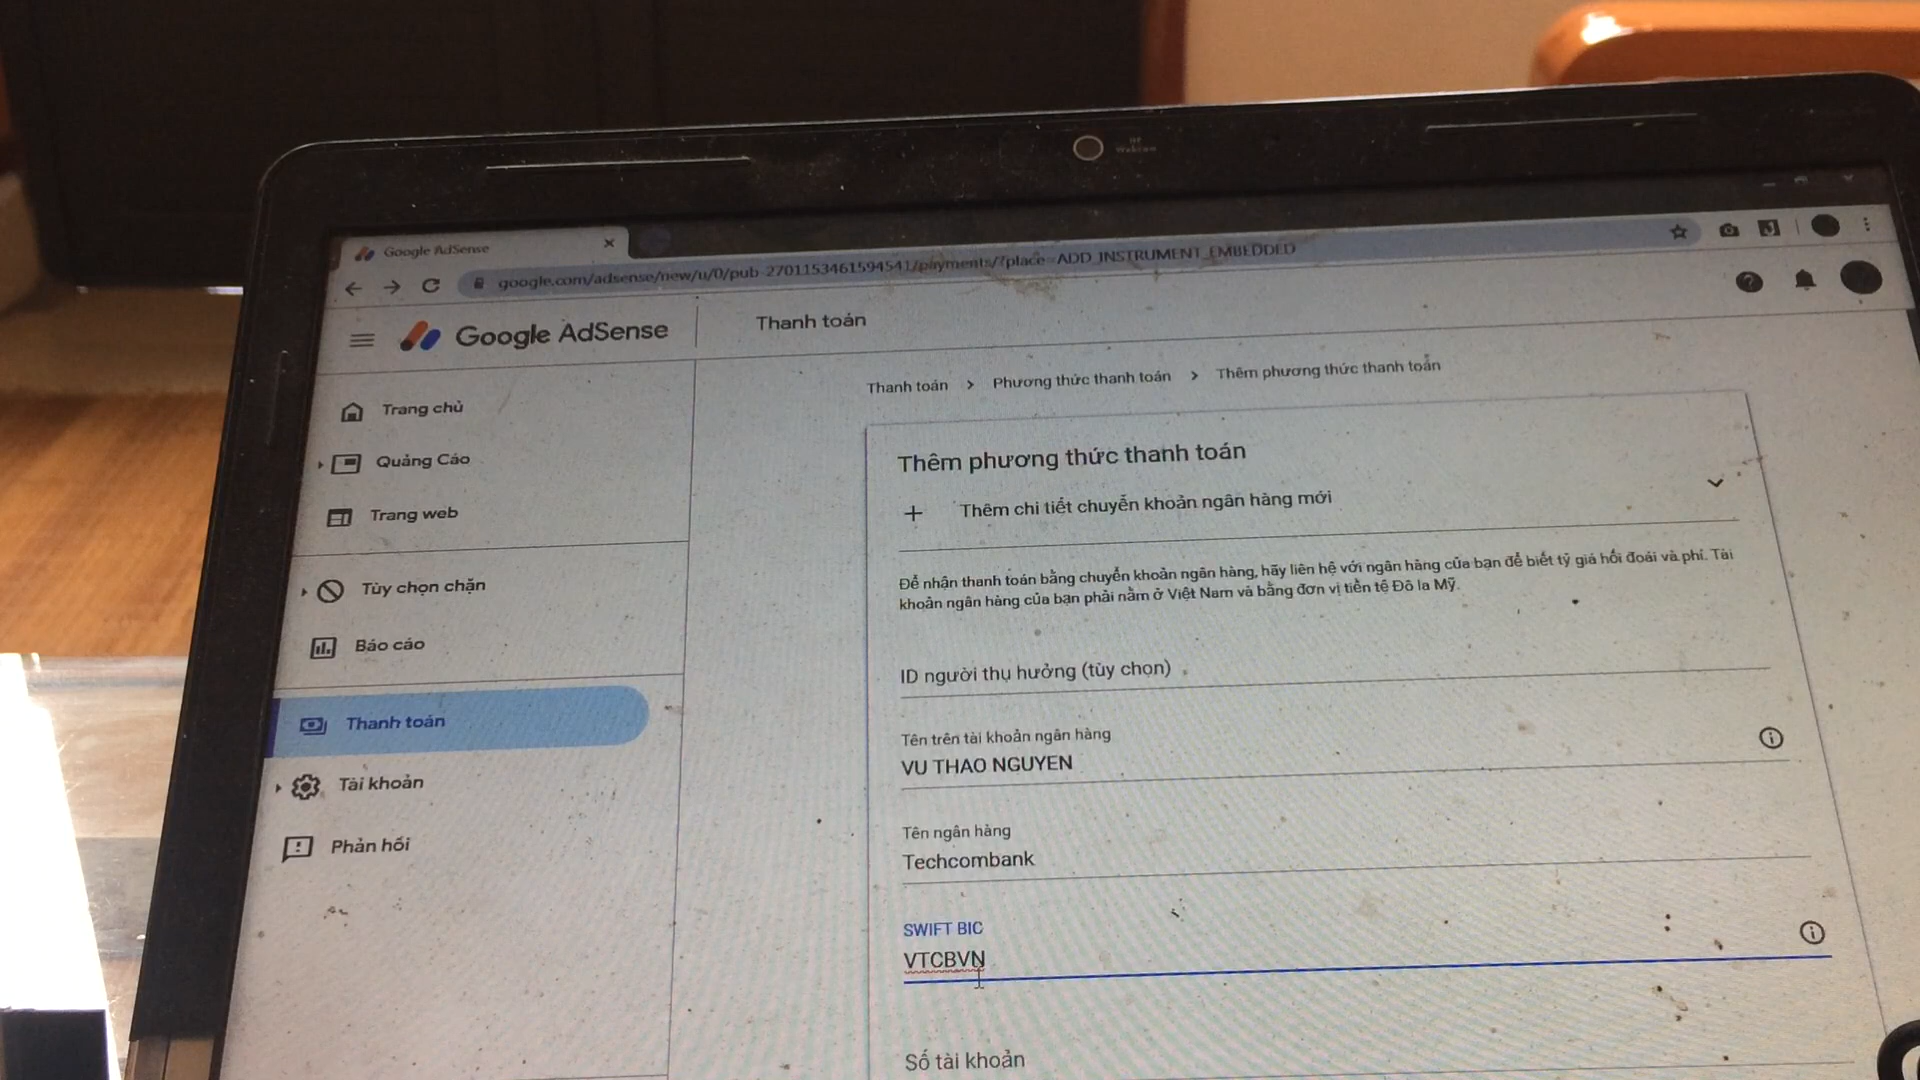 Google AdSense
google.com/adsense/new/u/0/pub-2701153461594541/payments/?place=ADD_INSTRUMENT_EMBEDDED
Google AdSense
Thanh toán
Trang chủ
Quảng Cáo
Trang web
Tùy chọn chặn
Báo cáo
Thanh toán
Tài khoản
Phản hồi
Thanh toán > Phương thức thanh toán > Thêm phương thức thanh toán
Thêm phương thức thanh toán
+ Thêm chi tiết chuyển khoản ngân hàng mới
Để nhận thanh toán bằng chuyển khoản ngân hàng, hãy liên hệ với ngân hàng của bạn để biết tỷ giá hối đoái và phí. Tài
khoản ngân hàng của bạn phải nằm ở Việt Nam và bằng đơn vị tiền tệ Đô la Mỹ.
ID người thụ hưởng (tùy chọn)
Tên trên tài khoản ngân hàng
VU THAO NGUYEN
Tên ngân hàng
Techcombank
SWIFT BIC
VTCBVN
Số tài khoản